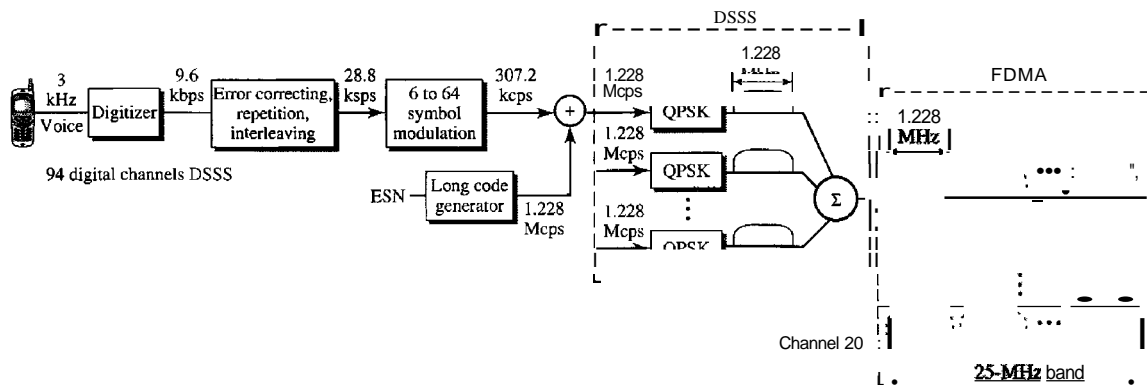 DSSS
FDMA
3
kHz
Voice
Digitizer
9.6
kbps
Error correcting,
repetition,
interleaving
28.8
ksps
6 to 64
symbol
modulation
307.2
kcps
+
1.228
Mcps
QPSK
1.228
1.228
MHz
1.228
Mcps
QPSK
1.228
Mcps
QPSK
Σ
94 digital channels DSSS
ESN
Long code
generator
1.228
Mcps
Channel 20
25-MHz band